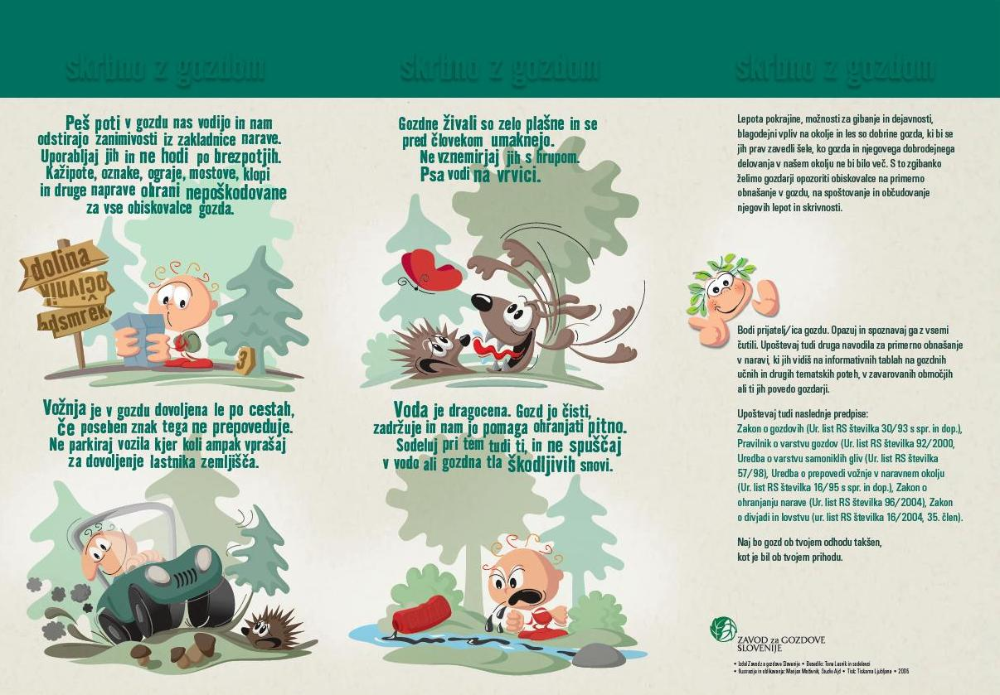 skrbno z gozdom
skrbno z gozdom
skrbno z gozdom
Peš poti v gozdu nas vodijo in nam
odstirajo zanimivosti iz zakladnice narave.
Uporabljaj jih in ne hodi po brezpotjih.
Kažipote, oznake, ograje, mostove, klopi
in druge naprave ohrani nepoškodovane
za vse obiskovalce gozda.
dolina
očivnik
adsmrek
3
Vožnja je v gozdu dovoljena le po cestah,
če poseben znak tega ne prepoveduje.
Ne parkiraj vozila kjer koli ampak vprašaj
za dovoljenje lastnika zemljišča.
Gozdne živali so zelo plašne in se
pred človekom umaknejo.
Ne vznemirjaj jih s hrupom.
Psa vodi na vrvici.
Voda je dragocena. Gozd jo čisti,
zadržuje in nam jo pomaga ohranjati pitno.
Sodeluj pri tem tudi ti, in ne spuščaj
v vodo ali gozdna tla škodljivih snovi.
Lepota pokrajine, možnosti za gibanje in dejavnosti,
blagodejni vpliv na okolje in les so dobrine gozda, ki bi se
jih prav zavedli šele, ko gozda in njegovega dobrodejnega
delovanja v našem okolju ne bi bilo več. S to zgibanko
želimo gozdarji opozoriti obiskovalce na primerno
obnašanje v gozdu, na spoštovanje in občudovanje
njegovih lepot in skrivnosti.
Bodi prijatelj/ica gozdu. Opazuj in spoznavaj ga z vsemi
čutili. Upoštevaj tudi druga navodila za primerno obnašanje
v naravi, ki jih vidiš na informativnih tablah na gozdnih
učnih in drugih tematskih poteh, v zavarovanih območjih
ali ti jih povedo gozdarji.
Upoštevaj tudi naslednje predpise:
Zakon o gozdovih (Ur. list RS številka 30/93 s spr. in dop.),
Pravilnik o varstvu gozdov (Ur. list RS številka 92/2000,
Uredba o varstvu samoniklih gliv (Ur. list RS številka
57/98), Uredba o prepovedi vožnje v naravnem okolju
(Ur. list RS številka 16/95 s spr. in dop.), Zakon o
ohranjanju narave (Ur. list RS številka 96/2004), Zakon
o divjadi in lovstvu (ur. list RS številka 16/2004, 35. člen).
Naj bo gozd ob tvojem odhodu takšen,
kot je bil ob tvojem prihodu.
ZAVOD za GOZDOVE
SLOVENIJE
• Izdal Zavod za gozdove Slovenije • Besedilo: Tone Lesnik in sodelavci
• Ilustracije in oblikovanje: Marijan Močivnik, Studio Ajd • Tisk: Tiskarna Ljubljana • 2005